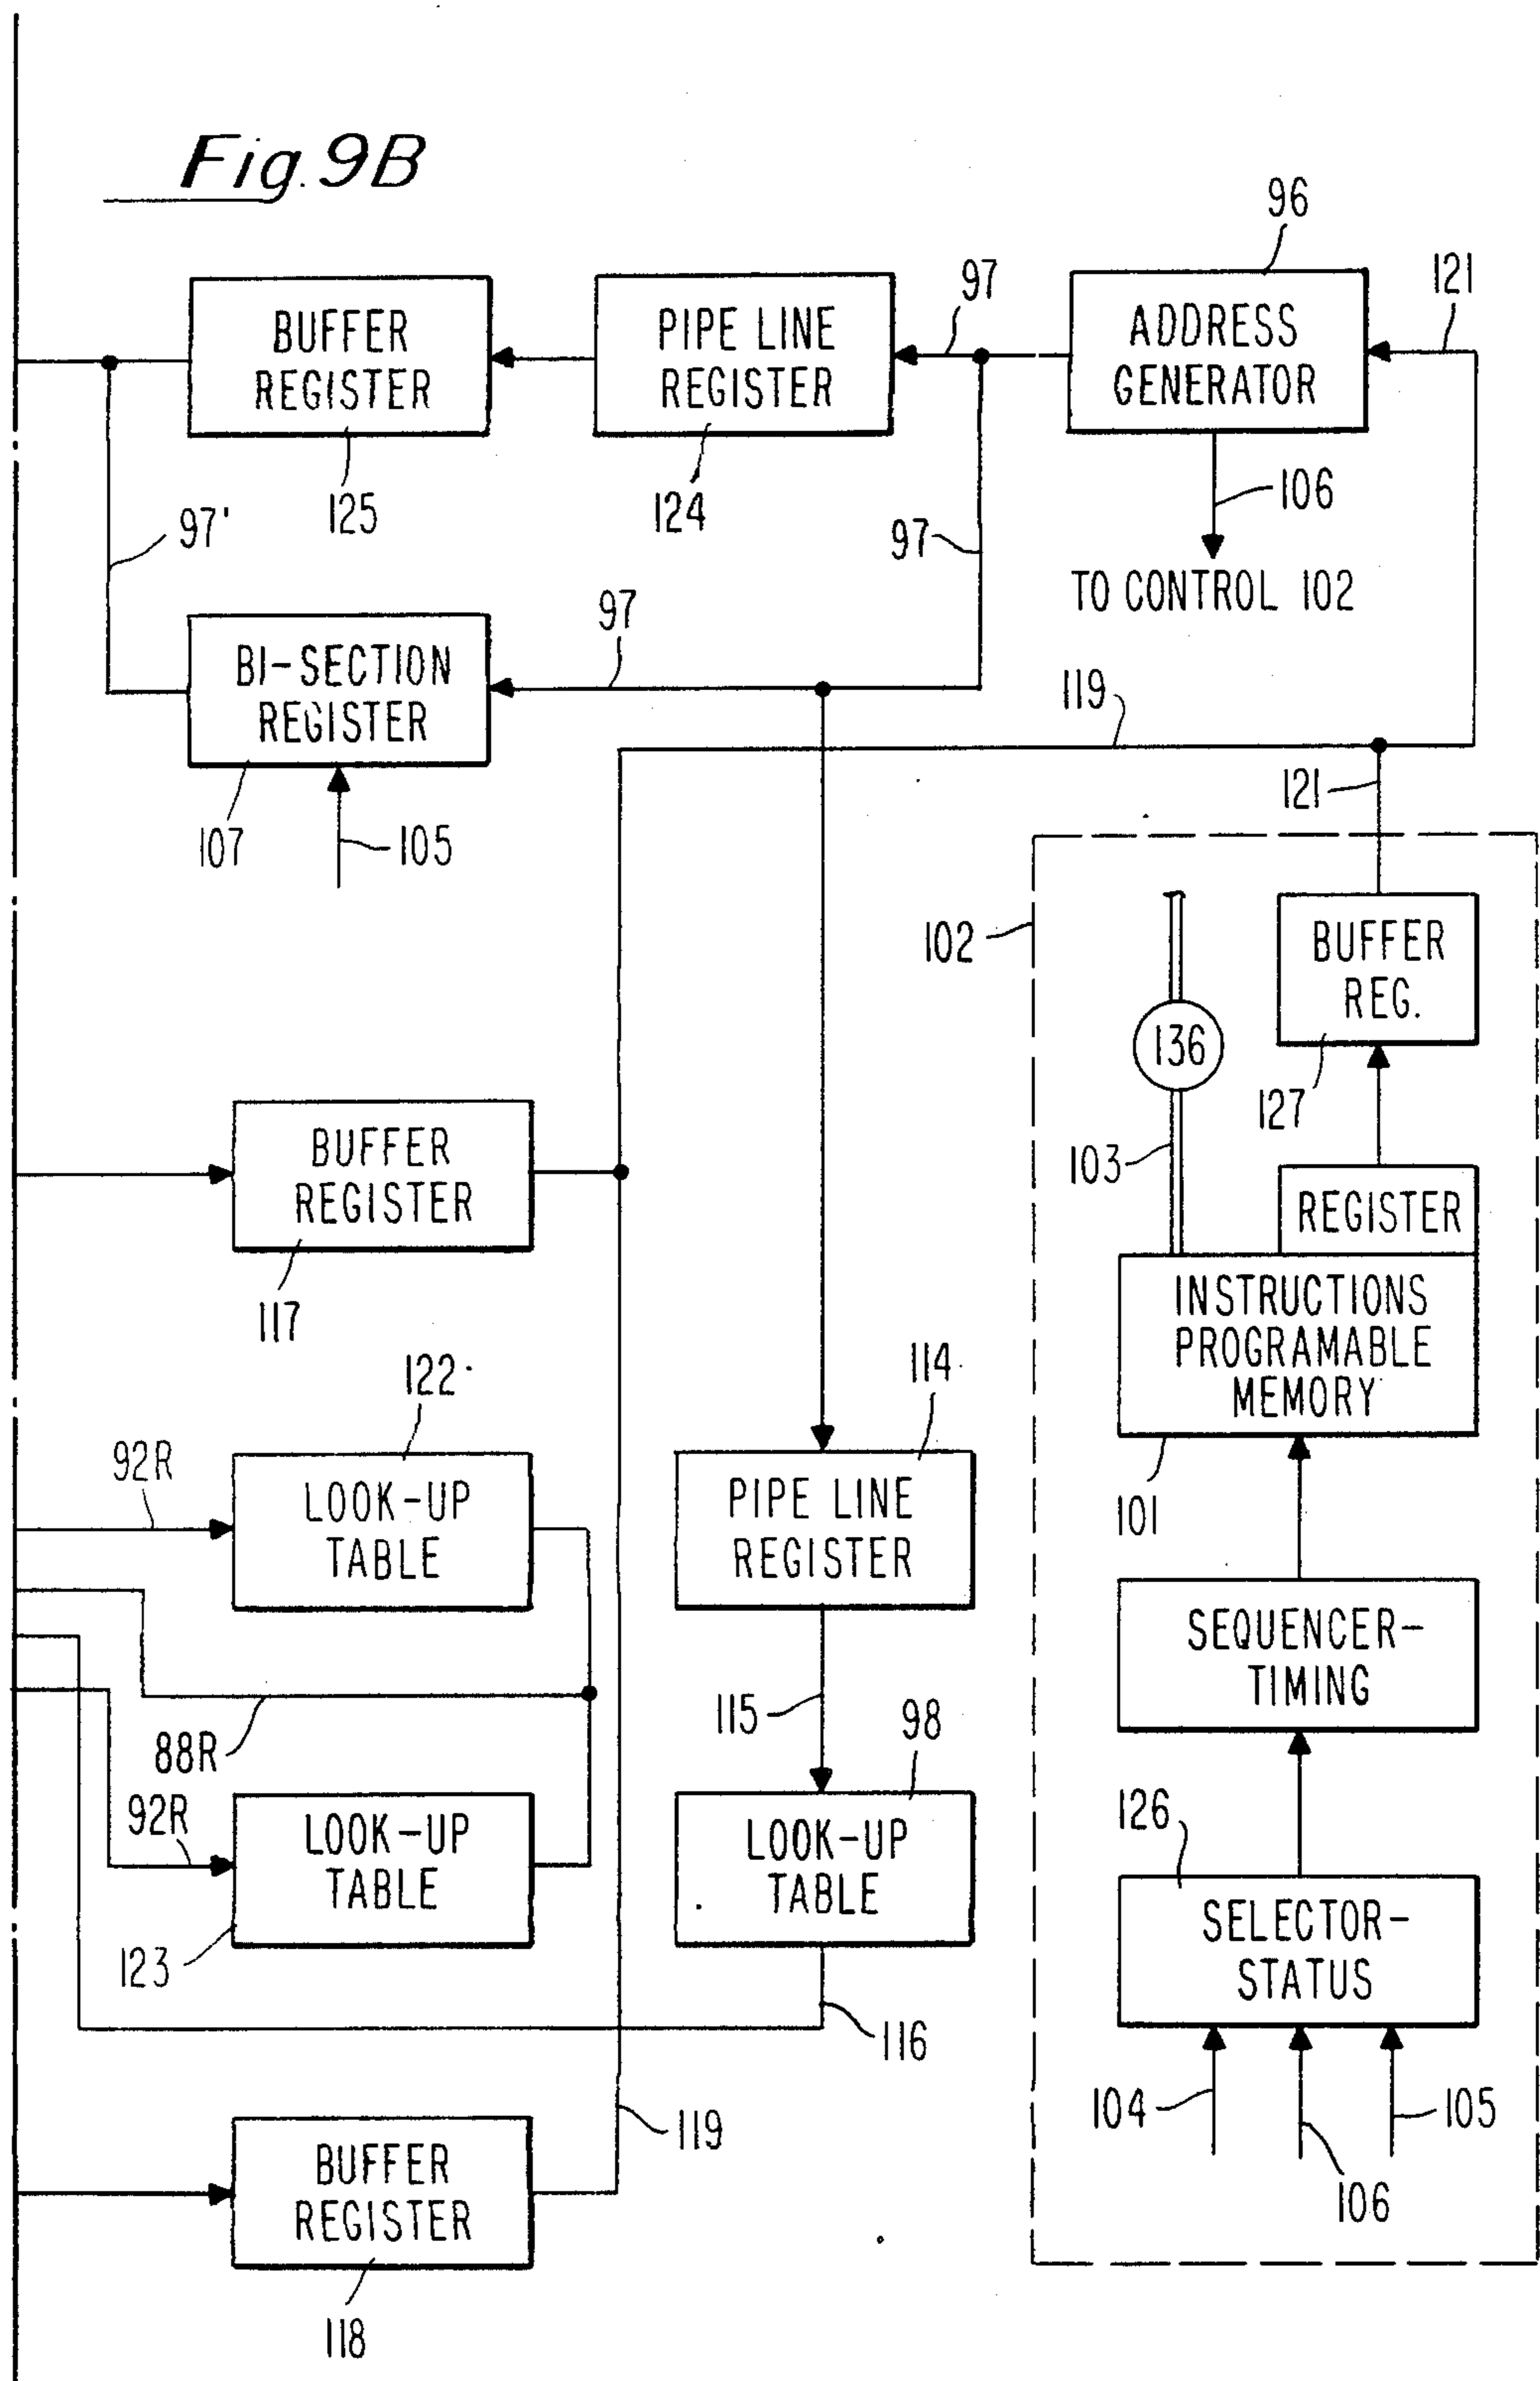 Fig. 9B
96
97
121
BUFFER
REGISTER
PIPE LINE
REGISTER
ADDRESS
GENERATOR
125
124
106
97'
97
TO CONTROL 102
97
BI-SECTION
REGISTER
119
121
107
105
102
BUFFER
REG.
136
127
BUFFER
REGISTER
103
REGISTER
117
INSTRUCTIONS
PROGRAMABLE
MEMORY
122
114
92R
LOOK-UP
TABLE
PIPE LINE
REGISTER
101
SEQUENCER-
TIMING
115
98
88R
92R
LOOK-UP
TABLE
LOOK-UP
TABLE
126
SELECTOR-
STATUS
123
116
104
105
119
106
BUFFER
REGISTER
118